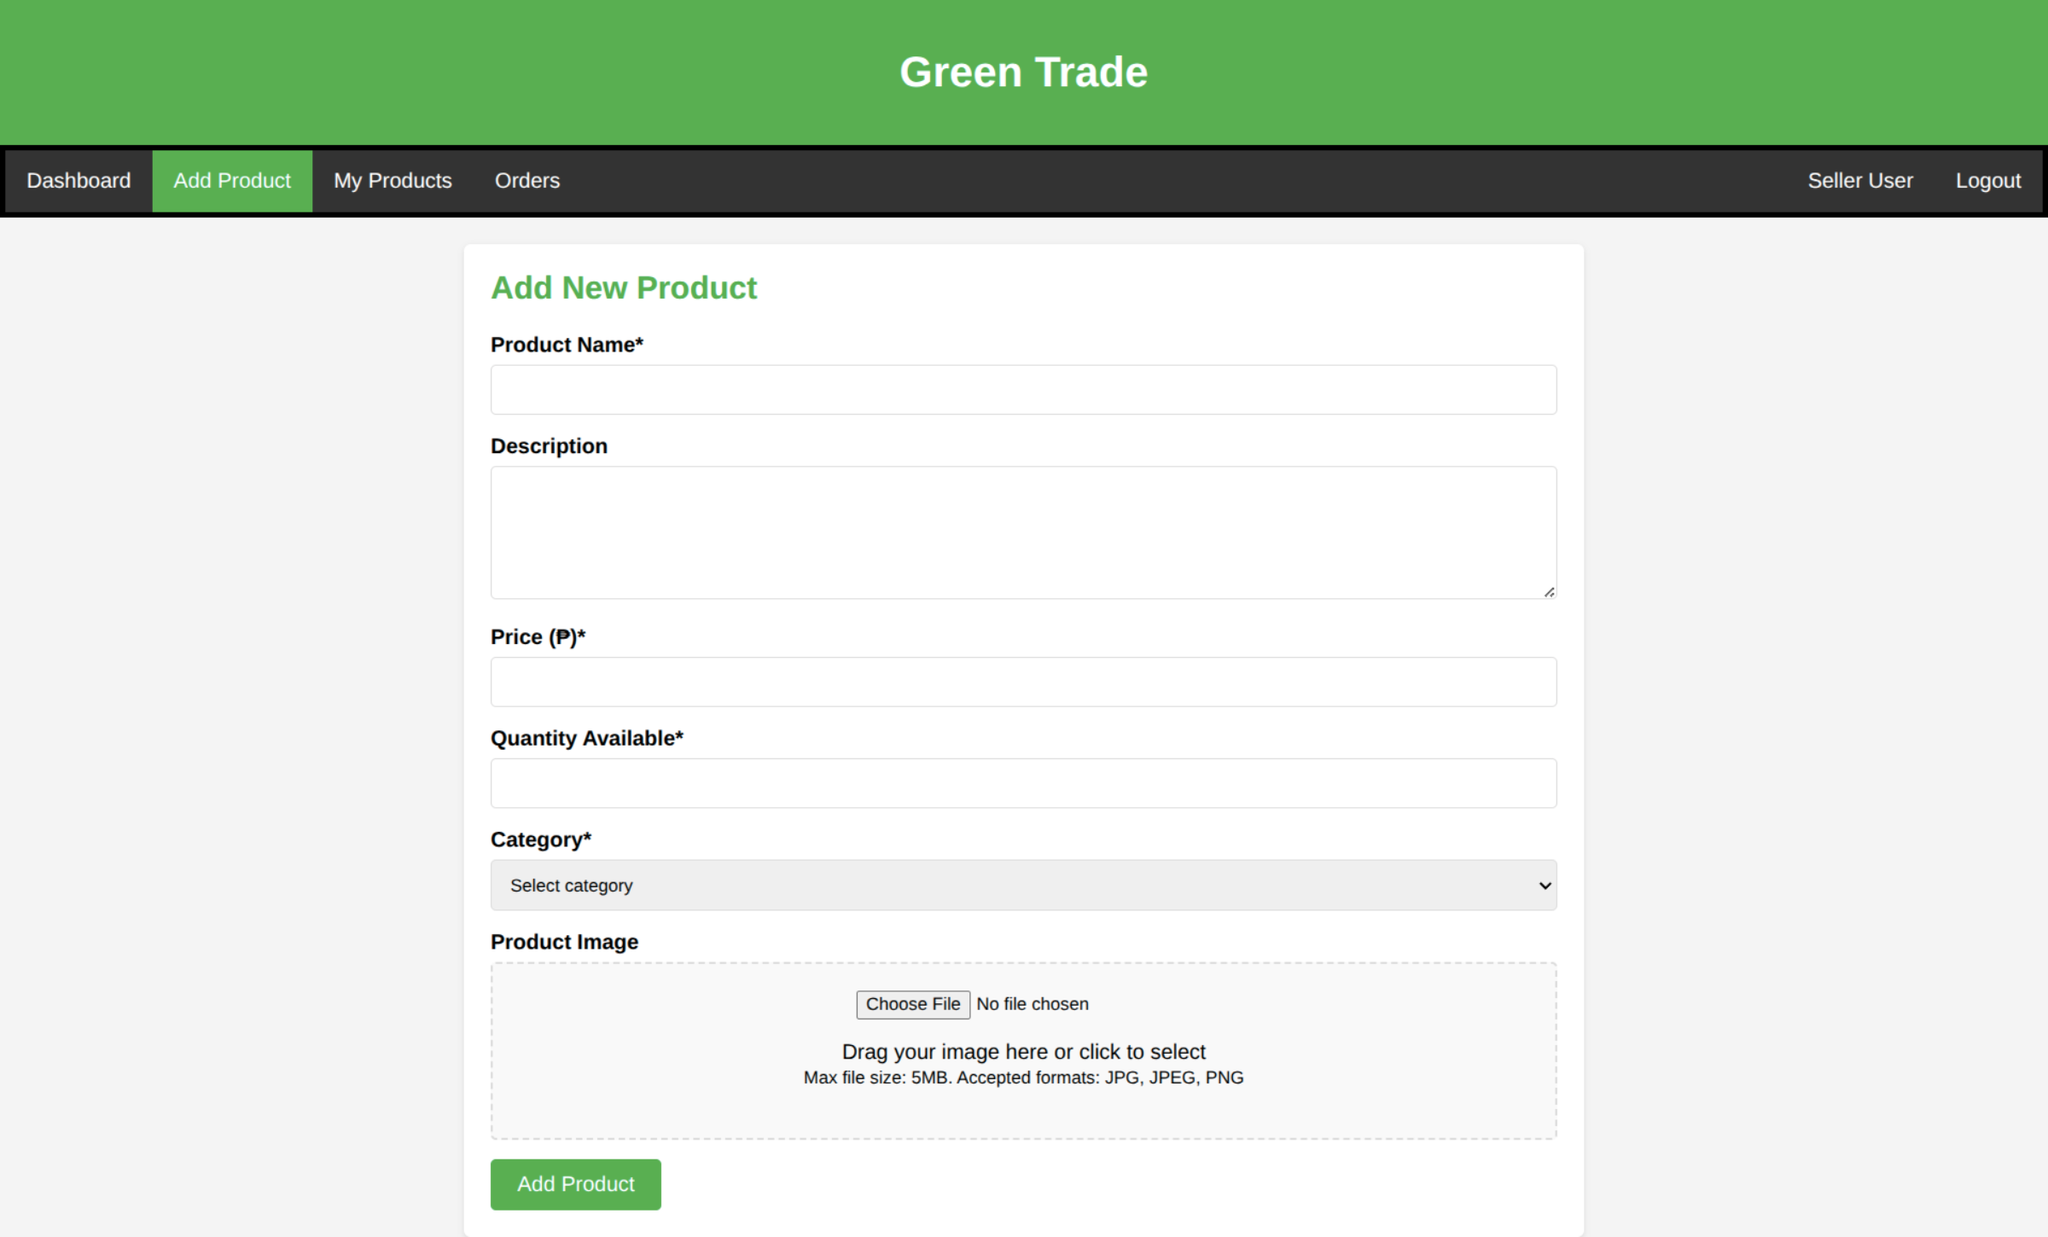 Green Trade
Dashboard Add Product My Products Orders Seller User Logout
Add New Product
Product Name*
Description
Price (₱)*
Quantity Available*
Category*
Select category
Product Image
Choose File No file chosen
Drag your image here or click to select
Max file size: 5MB. Accepted formats: JPG, JPEG, PNG
Add Product